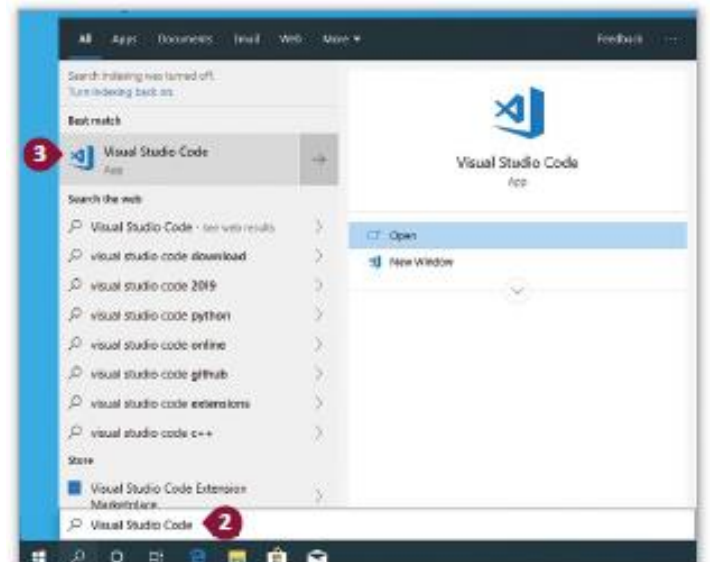 All Apps Documents Email Web More Feedback ...
Search indexing was turned off.
Turn indexing back on.
Best match
3
Visual Studio Code
App
Search the web
Visual Studio Code - see web results
visual studio code download
visual studio code 2019
visual studio code python
visual studio code online
visual studio code github
visual studio code extensions
visual studio code c++
Store
Visual Studio Code Extension
Marketplace
Visual Studio Code 2
Visual Studio Code
App
Open
New Window